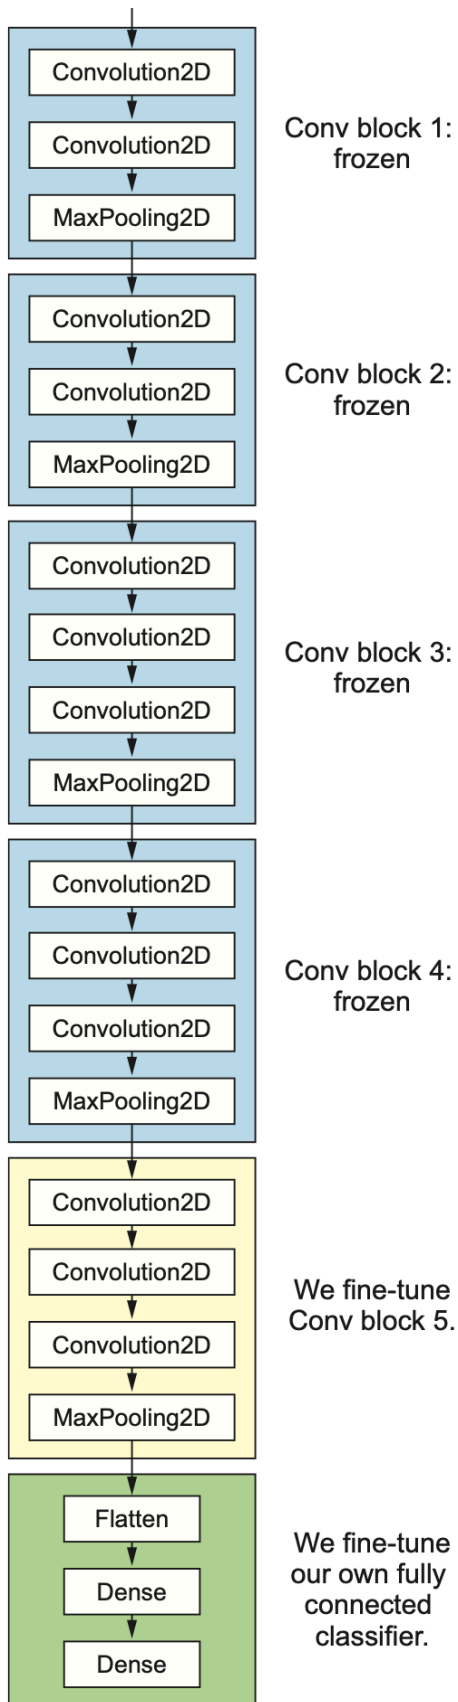 Convolution2D
Convolution2D
MaxPooling2D
Conv block 1:
frozen
Convolution2D
Convolution2D
MaxPooling2D
Conv block 2:
frozen
Convolution2D
Convolution2D
Convolution2D
MaxPooling2D
Conv block 3:
frozen
Convolution2D
Convolution2D
Convolution2D
MaxPooling2D
Conv block 4:
frozen
Convolution2D
Convolution2D
Convolution2D
MaxPooling2D
We fine-tune
Conv block 5.
Flatten
Dense
Dense
We fine-tune
our own fully
connected
classifier.